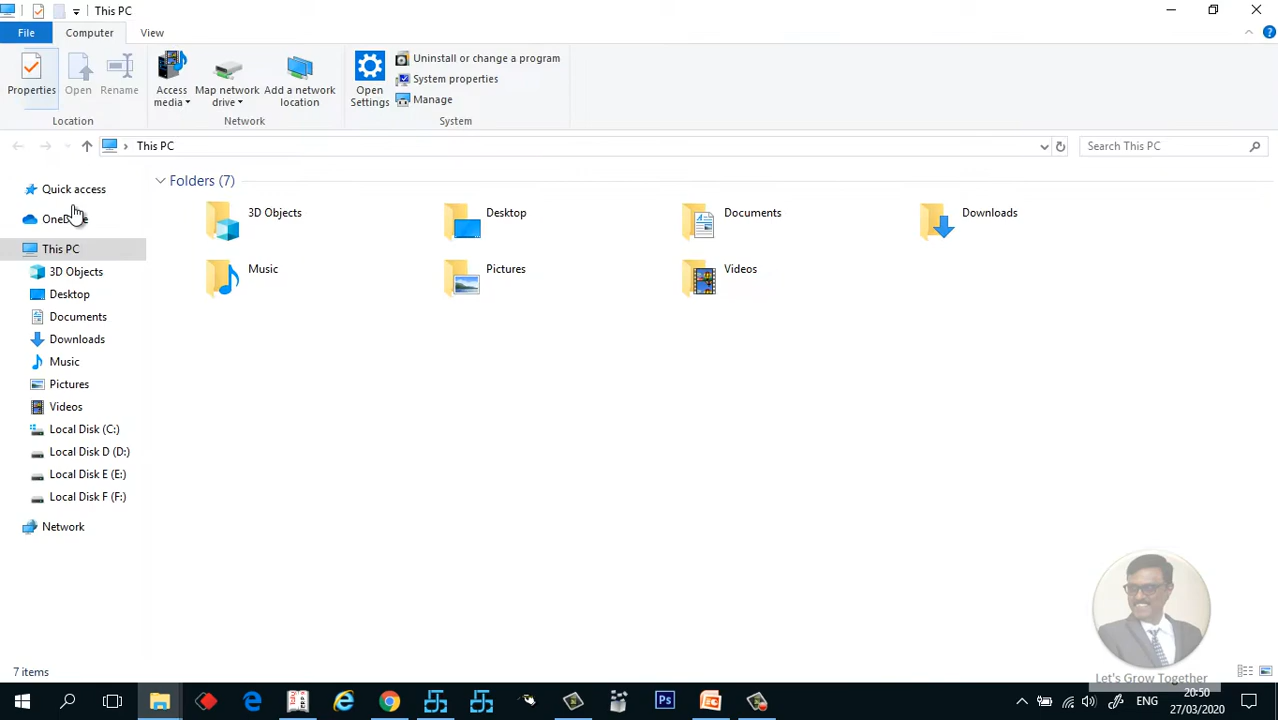 This PC
File Computer View
Properties Open Rename
Access media
Map network drive
Add a network location
Open Settings
Uninstall or change a program
System properties
Manage
Location Network System
This PC
Search This PC
Quick access
This PC
3D Objects
Desktop
Documents
Downloads
Music
Pictures
Videos
Local Disk (C:)
Local Disk D (D:)
Local Disk E (E:)
Local Disk F (F:)
Network
Folders (7)
3D Objects Desktop Documents Downloads
Music Pictures Videos
Let's Grow Together
7 items
Ps
ENG
20:50
27/03/2020